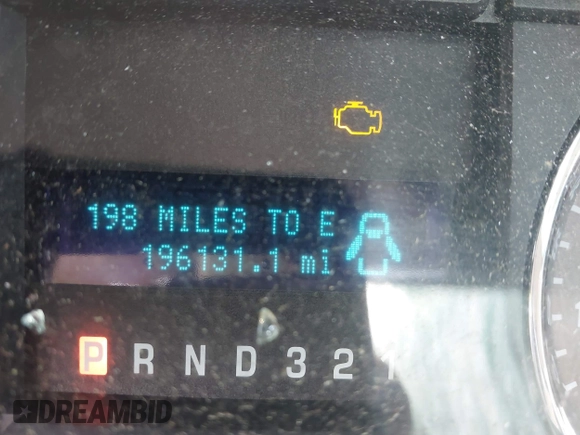 198 MILES TO E
196131.1 mi
P R N D 3 2 1
DREAMBID